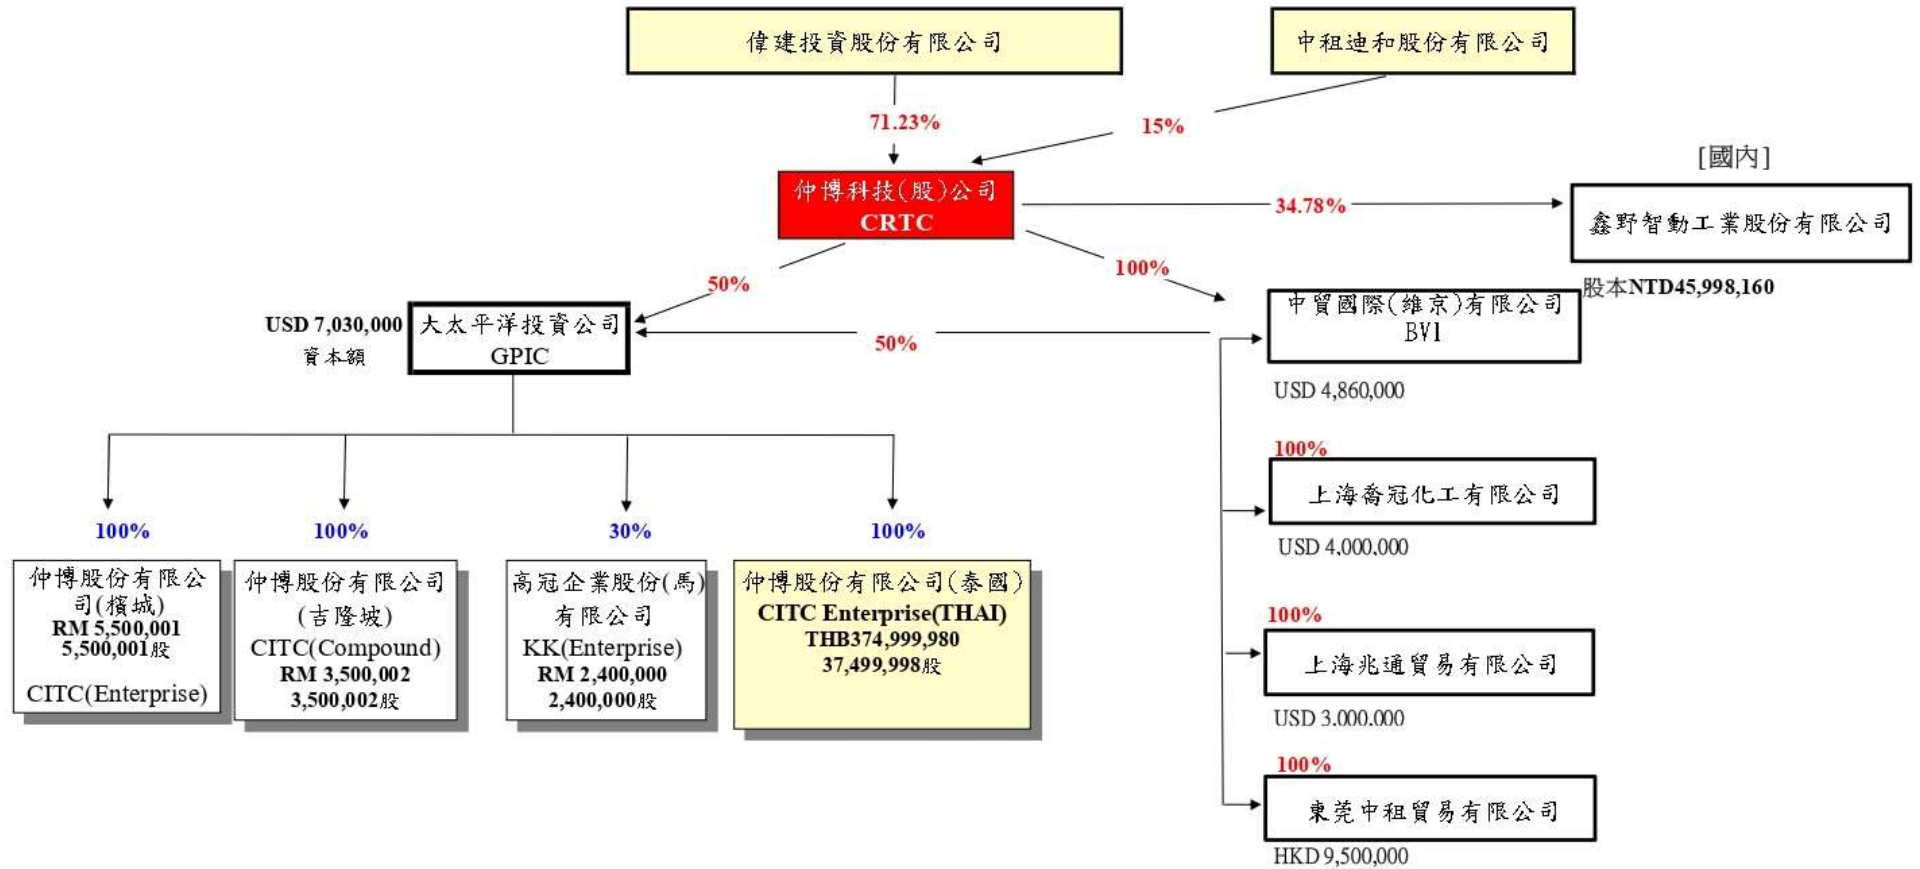 偉建投資股份有限公司
中租迪和股份有限公司
71.23%
15%
[國內]
仲博科技(股)公司
CRTC
34.78%
鑫野智動工業股份有限公司
股本NTD45,998,160
50%
100%
USD 7,030,000
資本額
大太平洋投資公司
GPIC
50%
中貿國際(維京)有限公司
BVI
USD 4,860,000
100%
上海喬冠化工有限公司
USD 4,000,000
100%
上海兆通貿易有限公司
USD 3,000,000
100%
東莞中租貿易有限公司
HKD 9,500,000
100%
仲博股份有限公
司(檳城)
RM 5,500,001
5,500,001股
CITC(Enterprise)
100%
仲博股份有限公司
(吉隆坡)
CITC(Compound)
RM 3,500,002
3,500,002股
30%
高冠企業股份(馬)
有限公司
KK(Enterprise)
RM 2,400,000
2,400,000股
100%
仲博股份有限公司(泰國)
CITC Enterprise(THAI)
THB374,999,980
37,499,998股